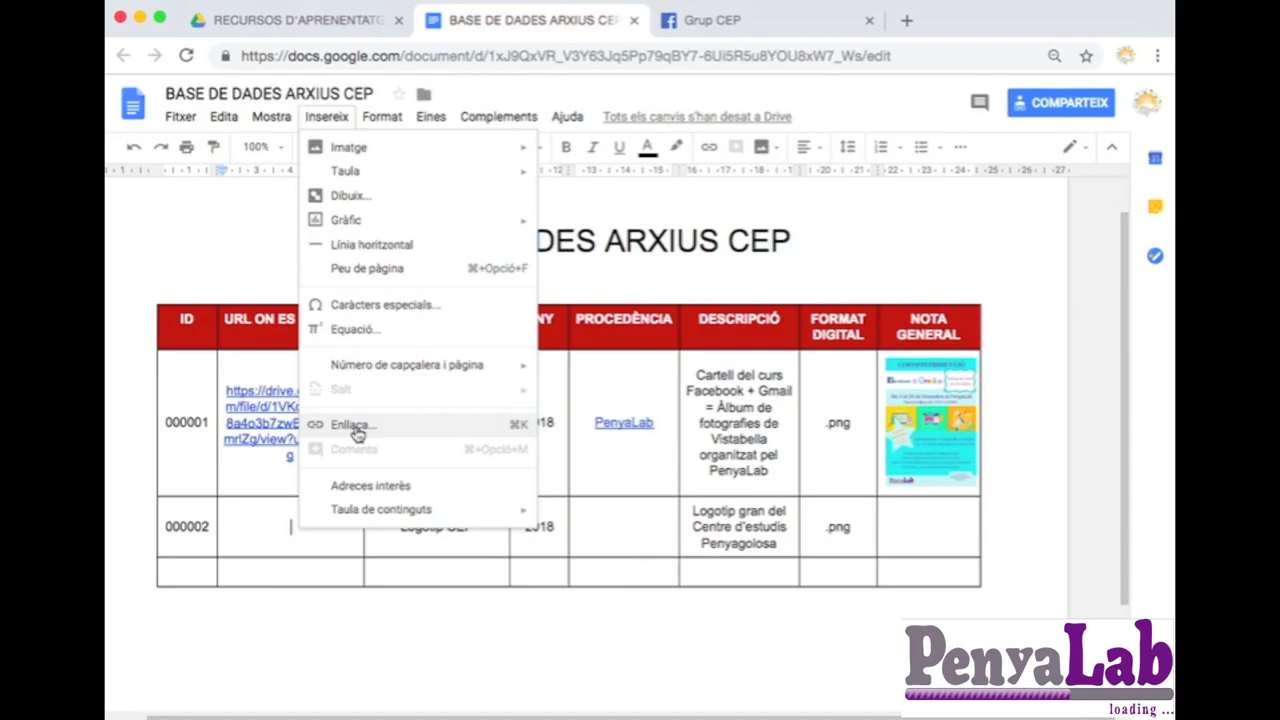 RECURSOS D'APRENENTATG
BASE DE DADES ARXIUS CEP
Grup CEP
https://docs.google.com/document/d/1xJ9QxVR_V3Y63Jq5Pp79qBY7-6Ui5R5u8YOU8xW7_Ws/edit
BASE DE DADES ARXIUS CEP
Fitxer Edita Mostra Insereix Format Eines Complements Ajuda Tots els canvis s'han desat a Drive
COMPARTEIX
100%
Imatge
Taula
Dibuix...
Gràfic
Línia horitzontal
Peu de pàgina ⌘+Opció+F
Caràcters especials...
Equació...
Número de capçalera i pàgina
Salt
Enllaça... ⌘K
Comenta ⌘+Opció+M
Adreces interès
Taula de continguts
DES ARXIUS CEP
ID URL ON ES NY PROCEDÈNCIA DESCRIPCIÓ FORMAT DIGITAL NOTA GENERAL
000001
https://drive.c
m/file/d/1VKc
8a4o3b7zwE
mrlZg/view?u
g
018
PenyaLab
Cartell del curs
Facebook + Gmail
= Àlbum de
fotografies de
Vistabella
organitzat pel
PenyaLab
.png
000002
Logotip CEP
2018
Logotip gran del
Centre d'estudis
Penyagolosa
.png
PenyaLab
loading ...